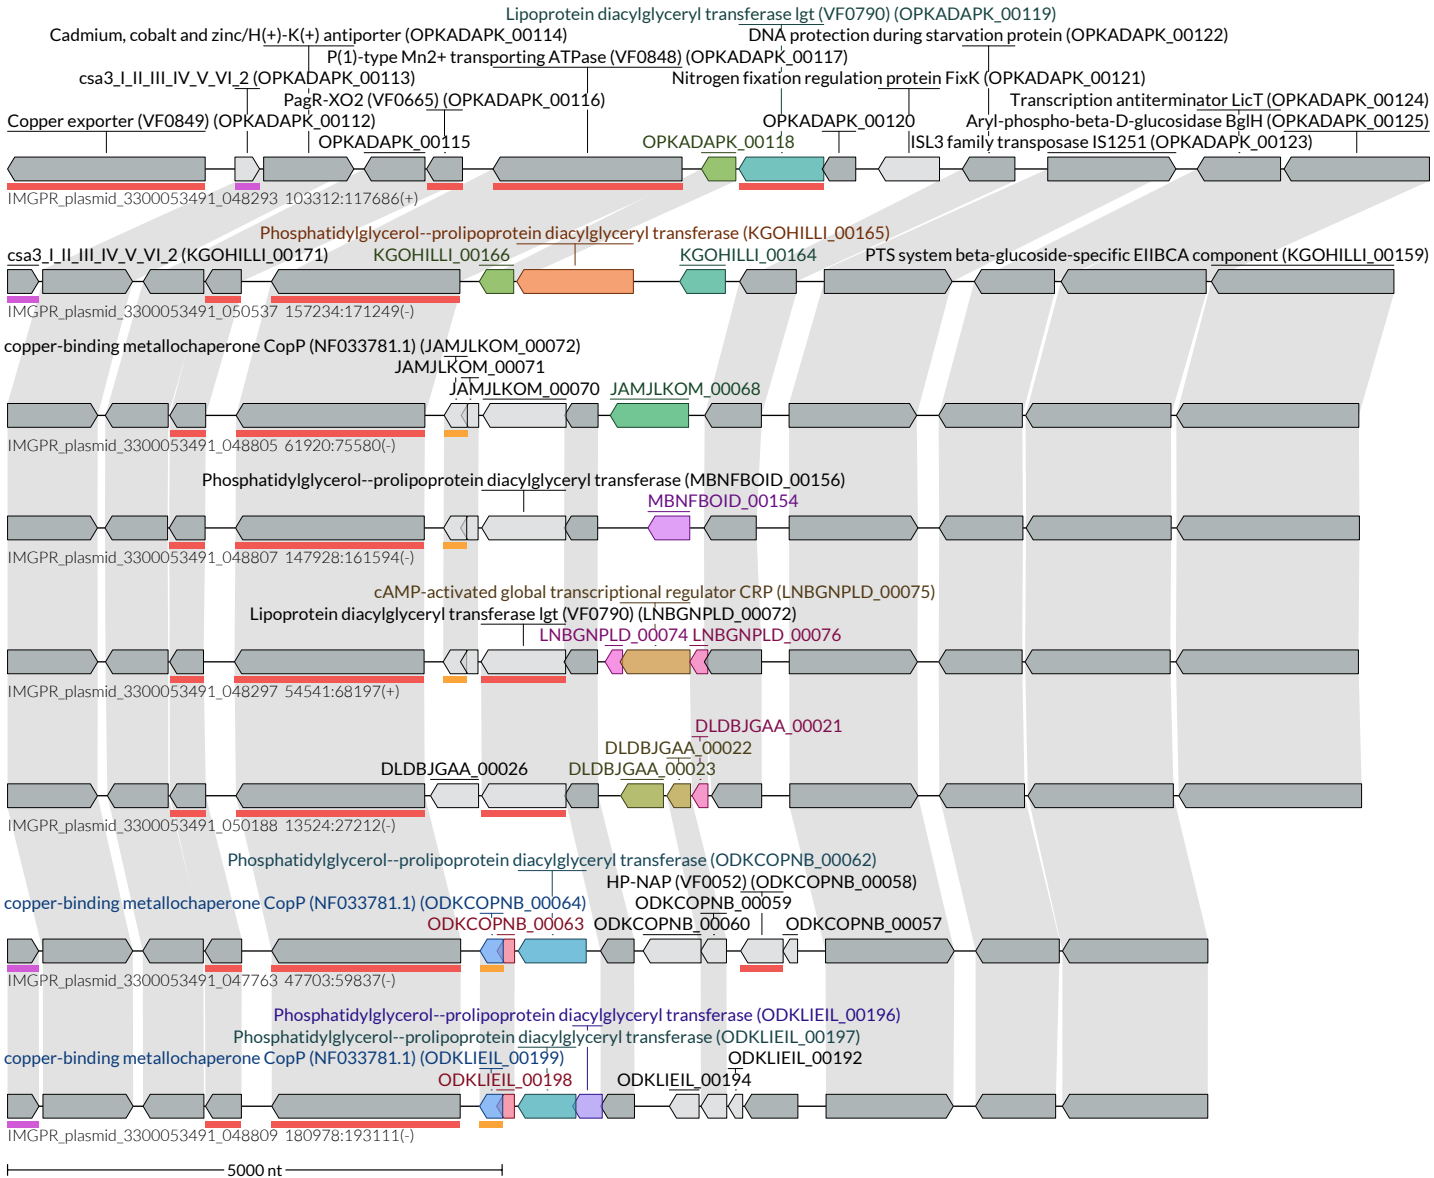 Lipoprotein diacylglyceryl transferase lgt (VF0790) (OPKADAPK_00119)
Cadmium, cobalt and zinc/H(+)-K(+) antiporter (OPKADAPK_00114)
DNA protection during starvation protein (OPKADAPK_00122)
P(1)-type Mn2+ transporting ATPase (VF0848) (OPKADAPK_00117)
csa3_I_II_III_IV_V_VI_2 (OPKADAPK_00113)
Nitrogen fixation regulation protein FixK (OPKADAPK_00121)
PagR-XO2 (VF0665) (OPKADAPK_00116)
Transcription antiterminator LicT (OPKADAPK_00124)
Copper exporter (VF0849) (OPKADAPK_00112)
OPKADAPK_00120
Aryl-phospho-beta-D-glucosidase BglH (OPKADAPK_00125)
OPKADAPK_00115
OPKADAPK_00118
ISL3 family transposase IS1251 (OPKADAPK_00123)
IMGPR_plasmid_3300053491_048293 103312:117686(+)
Phosphatidylglycerol--prolipoprotein diacylglyceryl transferase (KGOHILLI_00165)
csa3_I_II_III_IV_V_VI_2 (KGOHILLI_00171)
KGOHILLI_00166
KGOHILLI_00164
PTS system beta-glucoside-specific EIIBCA component (KGOHILLI_00159)
IMGPR_plasmid_3300053491_050537 157234:171249(-)
copper-binding metallochaperone CopP (NF033781.1) (JAMJLKOM_00072)
JAMJLKOM_00071
JAMJLKOM_00070
JAMJLKOM_00068
IMGPR_plasmid_3300053491_048805 61920:75580(-)
Phosphatidylglycerol--prolipoprotein diacylglyceryl transferase (MBNFBOID_00156)
MBNFBOID_00154
IMGPR_plasmid_3300053491_048807 147928:161594(-)
cAMP-activated global transcriptional regulator CRP (LNBGNPLD_00075)
Lipoprotein diacylglyceryl transferase lgt (VF0790) (LNBGNPLD_00072)
LNBGNPLD_00074
LNBGNPLD_00076
IMGPR_plasmid_3300053491_048297 54541:68197(+)
DLDBJGAA_00021
DLDBJGAA_00022
DLDBJGAA_00026
DLDBJGAA_00023
IMGPR_plasmid_3300053491_050188 13524:27212(-)
Phosphatidylglycerol--prolipoprotein diacylglyceryl transferase (ODKCOPNB_00062)
HP-NAP (VF0052) (ODKCOPNB_00058)
copper-binding metallochaperone CopP (NF033781.1) (ODKCOPNB_00064)
ODKCOPNB_00059
ODKCOPNB_00063
ODKCOPNB_00060
ODKCOPNB_00057
IMGPR_plasmid_3300053491_047763 47703:59837(-)
Phosphatidylglycerol--prolipoprotein diacylglyceryl transferase (ODKLIEIL_00196)
Phosphatidylglycerol--prolipoprotein diacylglyceryl transferase (ODKLIEIL_00197)
copper-binding metallochaperone CopP (NF033781.1) (ODKLIEIL_00199)
ODKLIEIL_00192
ODKLIEIL_00198
ODKLIEIL_00194
IMGPR_plasmid_3300053491_048809 180978:193111(-)
5000 nt